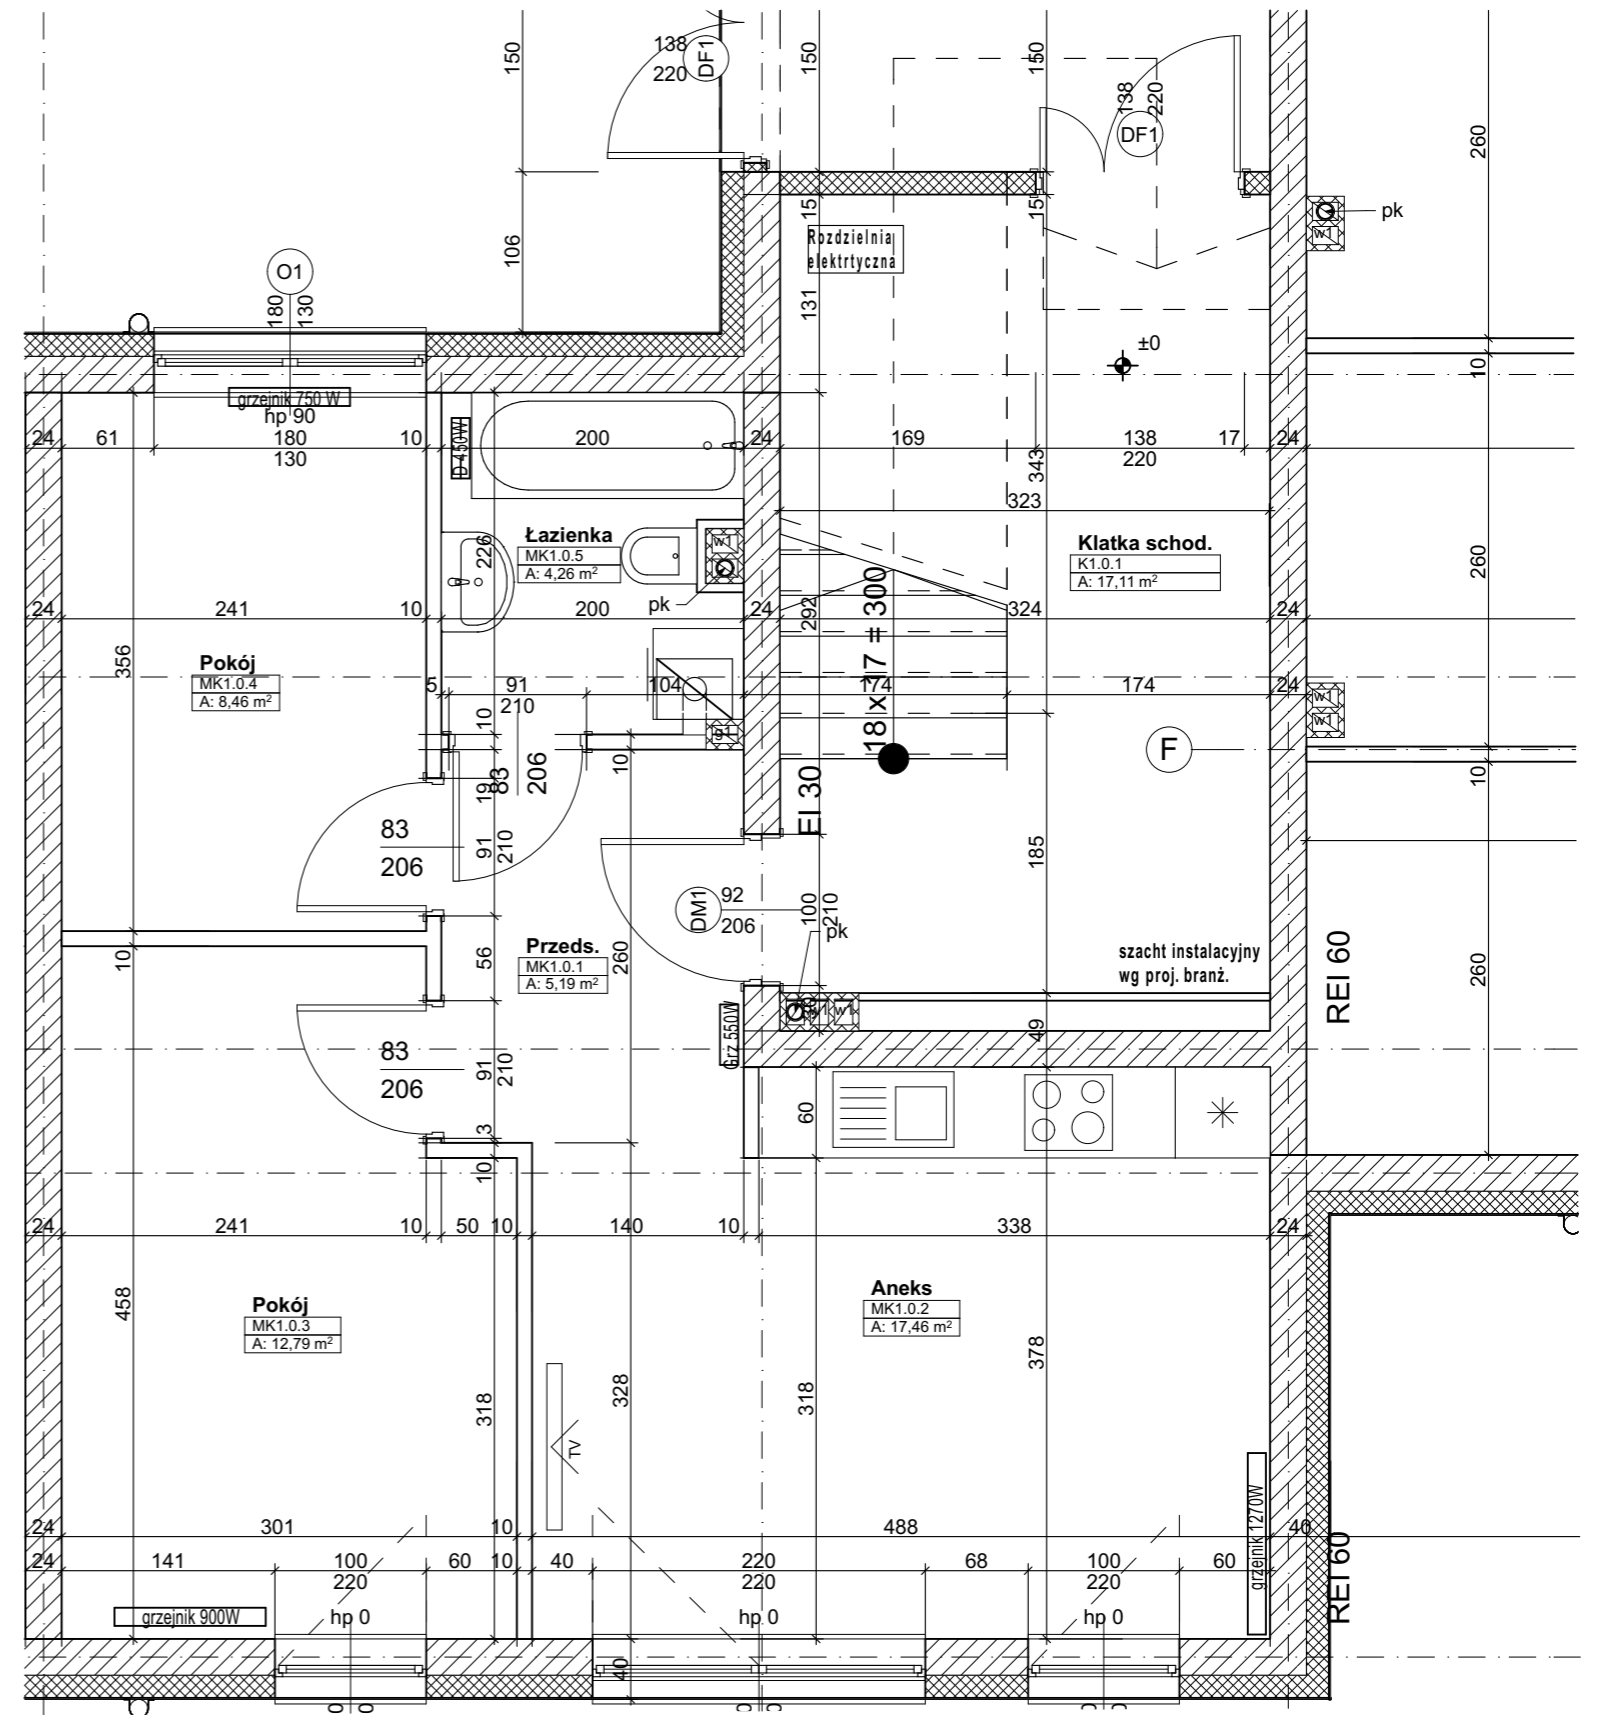 150
138
220
DF1
150
150
138
220
DF1
260
106
15
15
pk
w1
Rozdzielnia
elektrtyczna
O1
180
130
131
±0
10
grzejnik 750 W
hp 90
24
61
180
130
10
D 450W
200
24
169
343
138
220
17
24
323
226
Łazienka
MK1.0.5
A: 4,26 m²
w1
Klatka schod.
K1.0.1
A: 17,11 m²
260
24
241
10
200
pk
24
292
18 x 17 = 300
324
24
356
Pokój
MK1.0.4
A: 8,46 m²
5
91
210
104
174
174
24
w1
w1
10
g1
F
10
10
19
83
206
EI 30
83
206
91
210
185
DM1
92
206
100
210
pk
10
56
Przeds.
MK1.0.1
A: 5,19 m²
260
szacht instalacyjny
wg proj. branż.
REI 60
260
Grz 550W
30
w1
w1
49
83
206
91
210
60
3
10
24
241
10
50
10
140
10
338
24
458
Pokój
MK1.0.3
A: 12,79 m²
Aneks
MK1.0.2
A: 17,46 m²
318
328
318
378
TV
grzejnik 1270W
24
301
10
488
40
REI 60
24
141
100
220
60
10
40
220
220
68
100
220
60
grzejnik 900W
hp 0
hp 0
hp 0
40